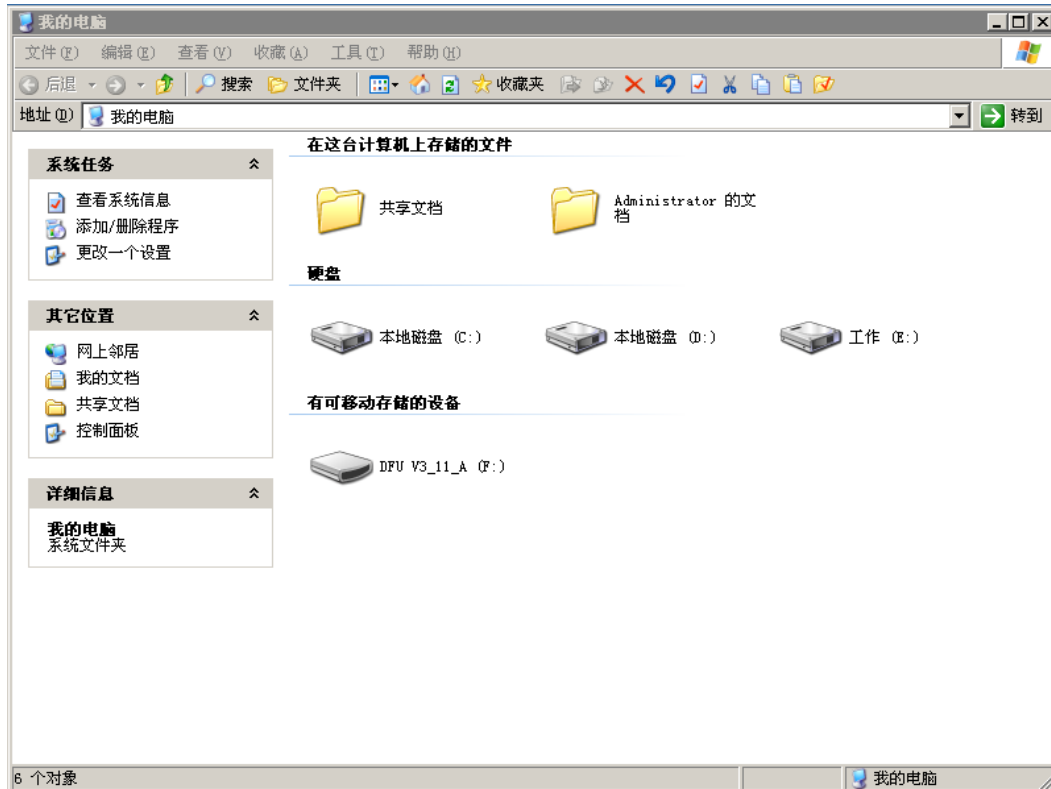 我的电脑
文件(F) 编辑(E) 查看(V) 收藏(A) 工具(T) 帮助(H)
后退 搜索 文件夹 收藏夹
地址(D) 我的电脑 转到
系统任务
查看系统信息
添加/删除程序
更改一个设置
其它位置
网上邻居
我的文档
共享文档
控制面板
详细信息
我的电脑
系统文件夹
在这台计算机上存储的文件
共享文档
Administrator 的文
档
硬盘
本地磁盘 (C:) 本地磁盘 (D:) 工作 (E:)
有可移动存储的设备
DFU V3_11_A (F:)
6 个对象 我的电脑